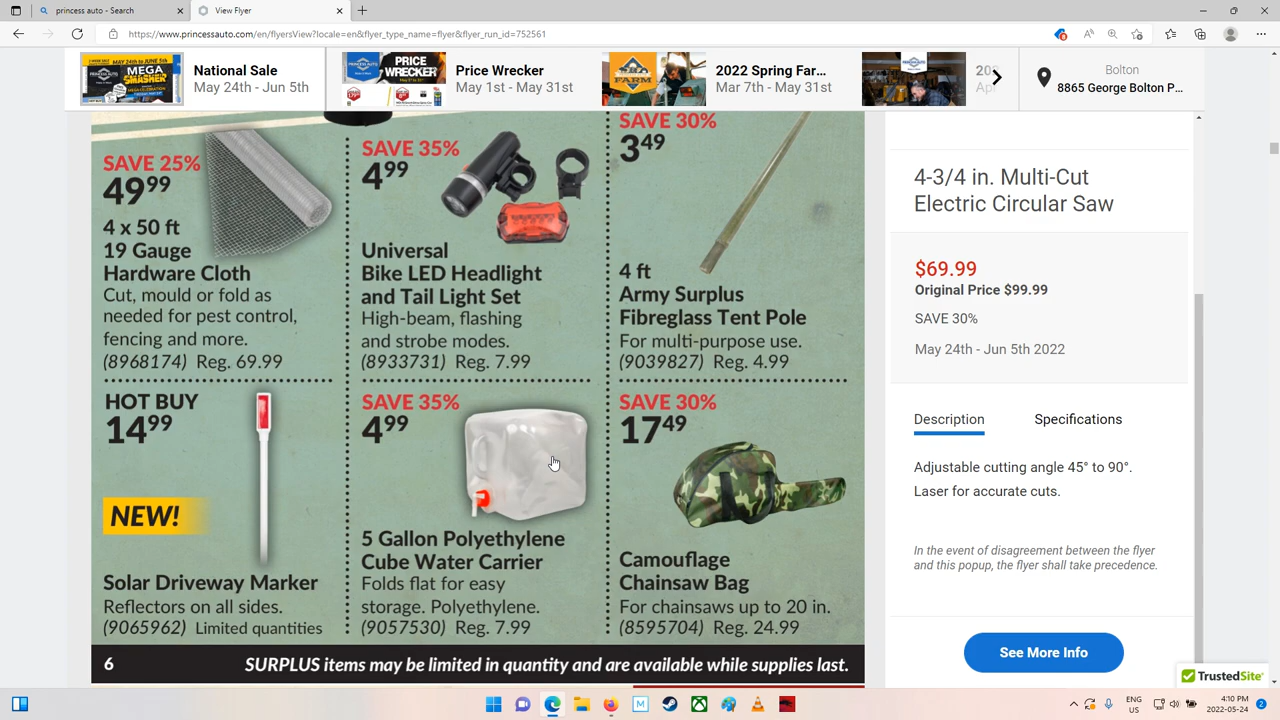 princess auto - Search
View Flyer
https://www.princessauto.com/en/flyersView?locale=en&flyer_type_name=flyer&flyer_run_id=752561
National Sale
May 24th - Jun 5th
PRICE WRECKER
Price Wrecker
May 1st - May 31st
FARM
2022 Spring Far...
Mar 7th - May 31s
Bolton
8865 George Bolton P...
SAVE 25%
49 99
4 x 50 ft
19 Gauge
Hardware Cloth
Cut, mould or fold as
needed for pest control,
fencing and more.
(8968174) Reg. 69.99
SAVE 35%
4 99
Universal
Bike LED Headlight
and Tail Light Set
High-beam, flashing
and strobe modes.
(8933731) Reg. 7.99
SAVE 30%
3 49
4 ft
Army Surplus
Fibreglass Tent Pole
For multi-purpose use.
(9039827) Reg. 4.99
HOT BUY
14 99
NEW!
Solar Driveway Marker
Reflectors on all sides.
(9065962) Limited quantities
SAVE 35%
4 99
5 Gallon Polyethylene
Cube Water Carrier
Folds flat for easy
storage. Polyethylene.
(9057530) Reg. 7.99
SAVE 30%
17 49
Camouflage
Chainsaw Bag
For chainsaws up to 20 in.
(8595704) Reg. 24.99
6 SURPLUS items may be limited in quantity and are available while supplies last.
4-3/4 in. Multi-Cut
Electric Circular Saw
$69.99
Original Price $99.99
SAVE 30%
May 24th - Jun 5th 2022
Description Specifications
Adjustable cutting angle 45° to 90°.
Laser for accurate cuts.
In the event of disagreement between the flyer
and this popup, the flyer shall take precedence.
See More Info
TrustedSite
ENG
US
4:10 PM
2022-05-24
2